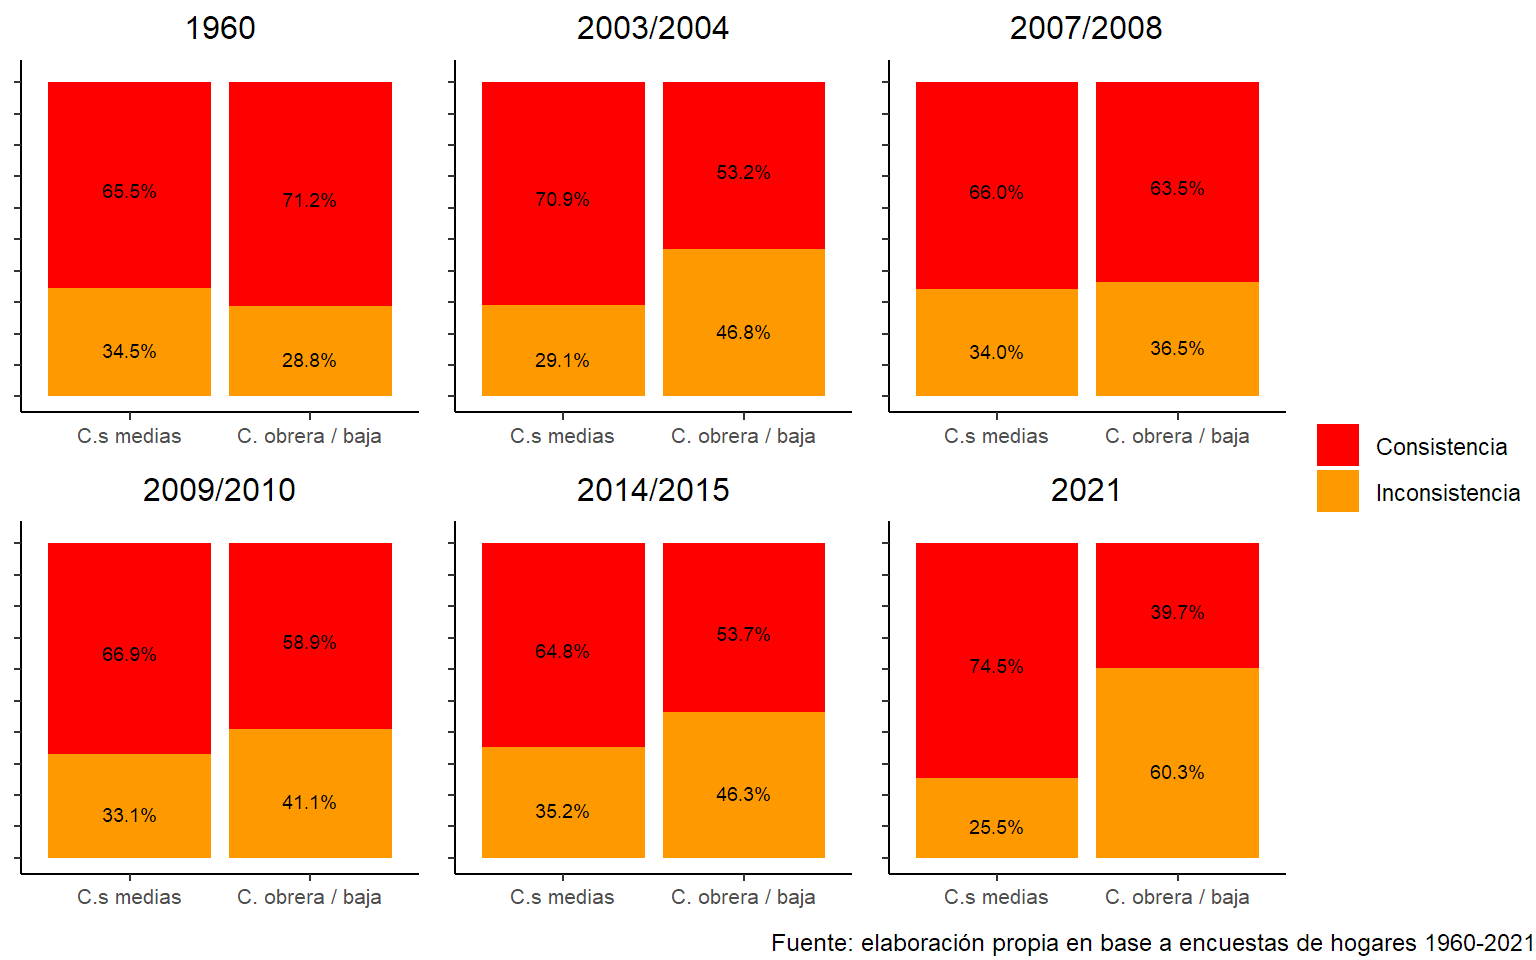 1960
2003/2004
2007/2008
65.5%
71.2%
34.5%
28.8%
C.s medias
C. obrera / baja
70.9%
53.2%
29.1%
46.8%
C.s medias
C. obrera / baja
66.0%
63.5%
34.0%
36.5%
C.s medias
C. obrera / baja
Consistencia
Inconsistencia
2009/2010
2014/2015
2021
66.9%
58.9%
33.1%
41.1%
C.s medias
C. obrera / baja
64.8%
53.7%
35.2%
46.3%
C.s medias
C. obrera / baja
74.5%
39.7%
25.5%
60.3%
C.s medias
C. obrera / baja
Fuente: elaboración propia en base a encuestas de hogares 1960-2021